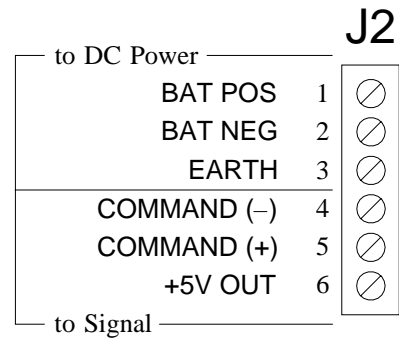 J2
to DC Power
BAT POS 1
BAT NEG 2
EARTH 3
COMMAND (–) 4
COMMAND (+) 5
+5V OUT 6
to Signal